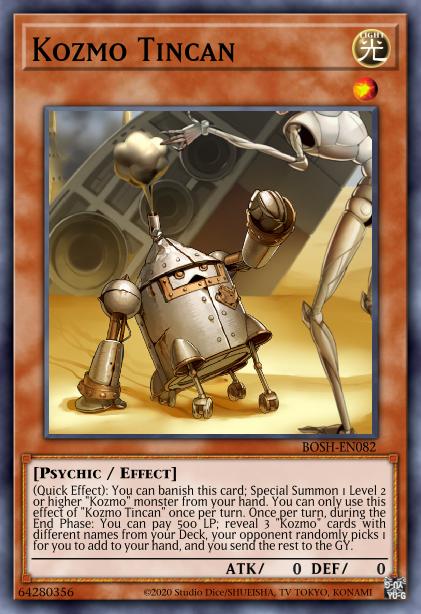 Kozmo Tincan
LIGHT
光
BOSH-EN082
[Psychic / Effect]
(Quick Effect): You can banish this card; Special Summon 1 Level 2
or higher "Kozmo" monster from your hand. You can only use this
effect of "Kozmo Tincan" once per turn. Once per turn, during the
End Phase: You can pay 500 LP; reveal 3 "Kozmo" cards with
different names from your Deck, your opponent randomly picks 1
for you to add to your hand, and you send the rest to the GY.
ATK/ 0 DEF/ 0
64280356
©2020 Studio Dice/SHUEISHA, TV TOKYO, KONAMI